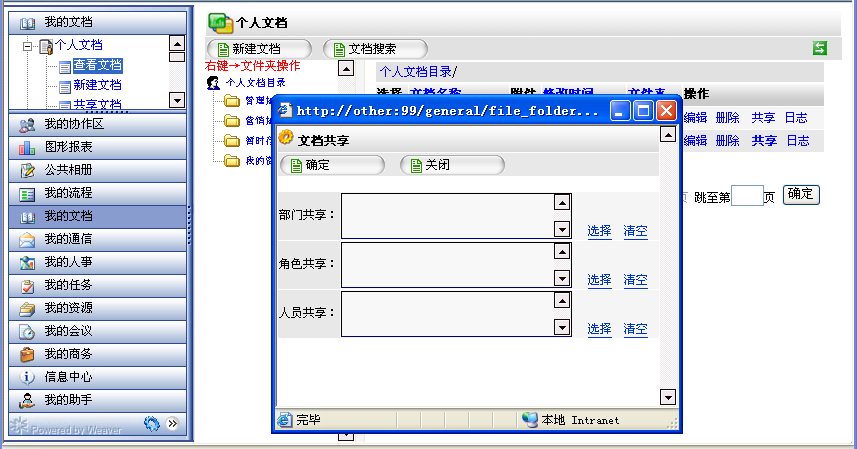 我的文档
个人文档
查看文档
新建文档
共享文档
我的协作区
图形报表
公共相册
我的流程
我的文档
我的通信
我的人事
我的任务
我的资源
我的会议
我的商务
信息中心
我的助手
Powered by Weaver
个人文档
新建文档 文档搜索
右键→文件夹操作
个人文档目录
管理
营销
暂时存
我的资
个人文档目录/
选择 文档名称 附件 修改时间 文件夹 操作
编辑 删除 共享 日志
编辑 删除 共享 日志
页 跳至第 页 确定
http://other:99/general/file_folder...
文档共享
确定 关闭
部门共享： 选择 清空
角色共享： 选择 清空
人员共享： 选择 清空
完毕 本地 Intranet